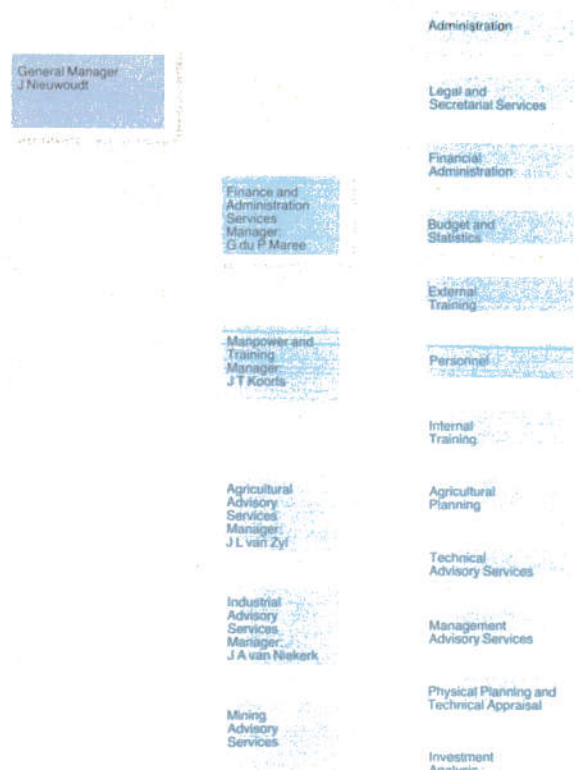 General Manager
J Nieuwoudt
Finance and
Administration
Services
Manager:
G du P Maree
Manpower and
Training
Manager:
J T Koorts
Agricultural
Advisory
Services
Manager:
J L van Zyl
Industrial
Advisory
Services
Manager:
J A van Niekerk
Mining
Advisory
Services
Administration
Legal and
Secretarial Services
Financial
Administration
Budget and
Statistics
External
Training
Personnel
Internal
Training
Agricultural
Planning
Technical
Advisory Services
Management
Advisory Services
Physical Planning and
Technical Appraisal
Investment
Analysis